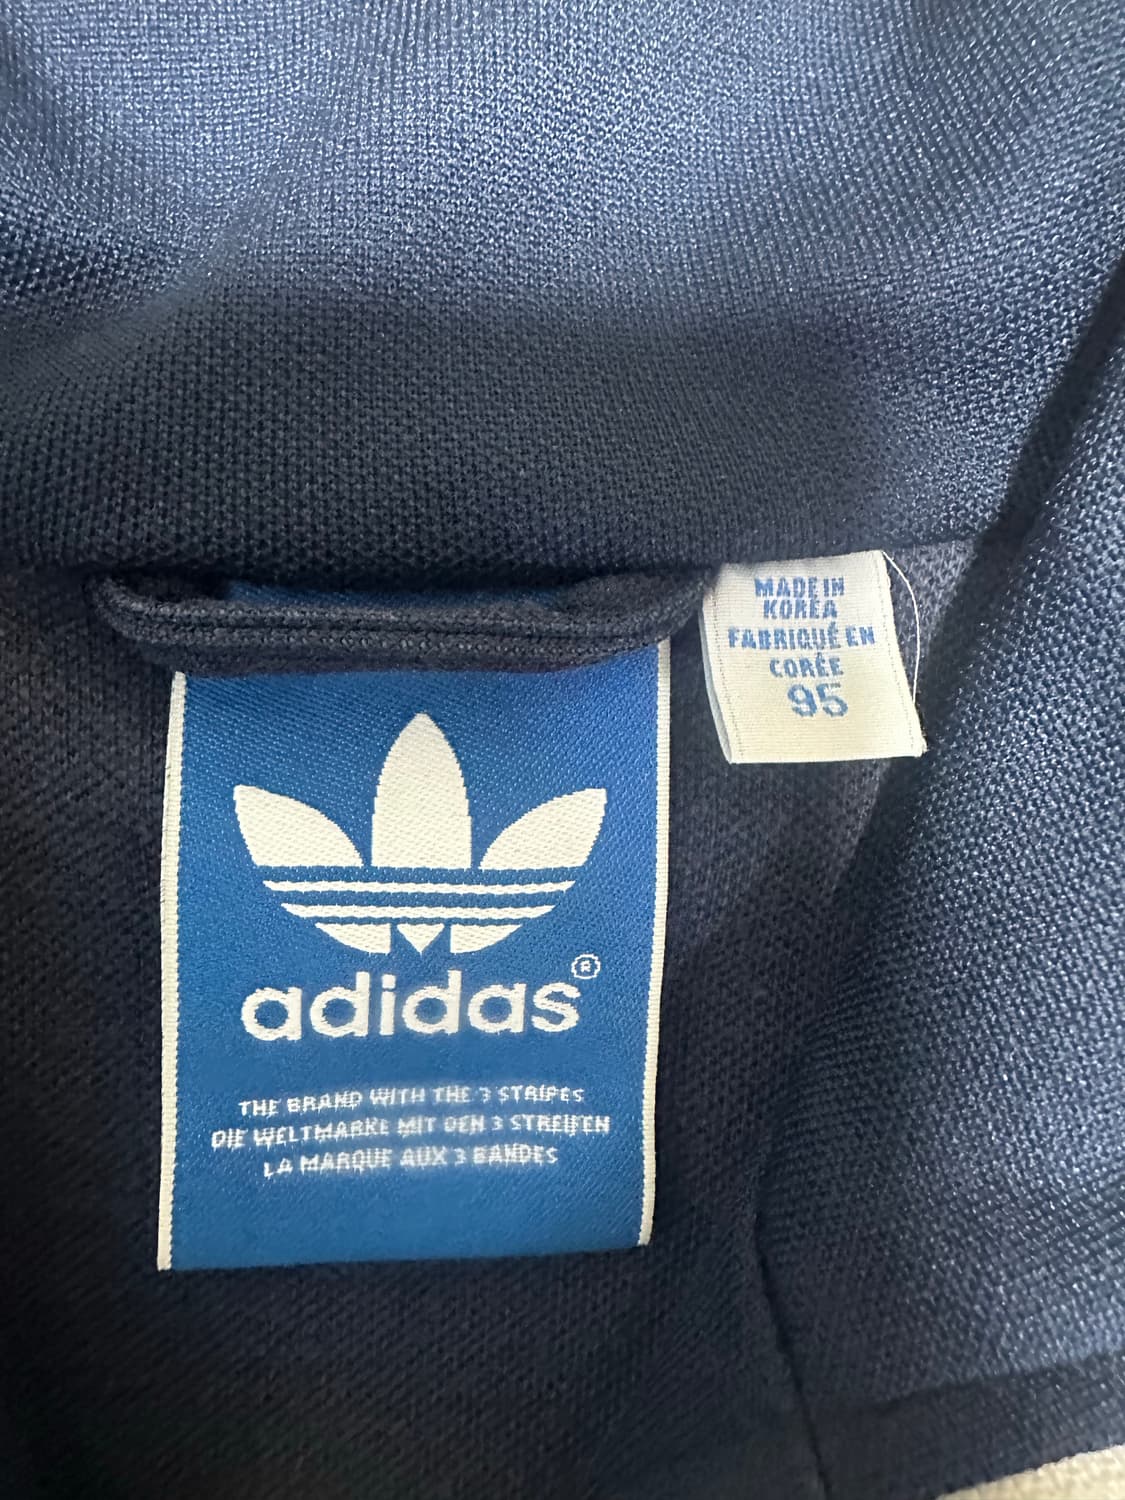 MADE IN
KOREA
FABRIQUÉ EN
CORÉE
95
adidas®
THE BRAND WITH THE 3 STRIPES
DIE WELTMARKE MIT DEN 3 STREIFEN
LA MARQUE AUX 3 BANDES